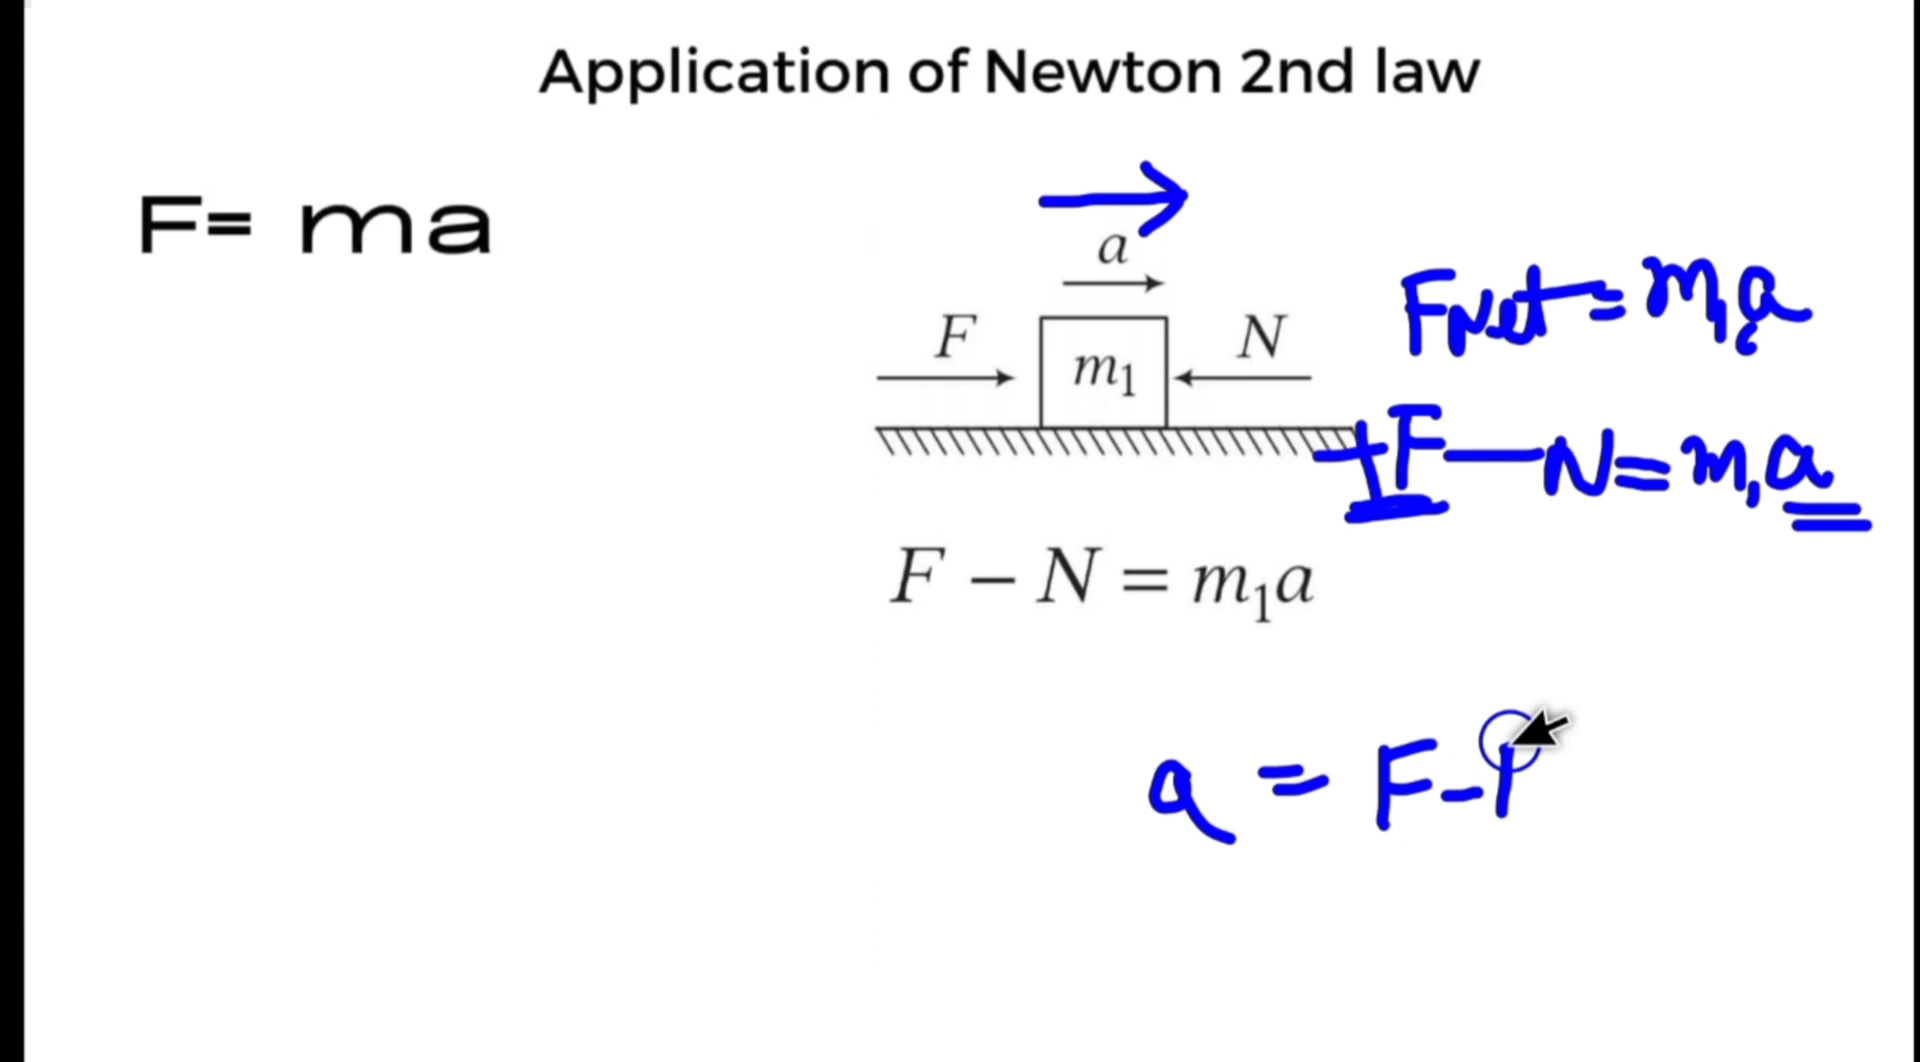 Application of Newton 2nd law
F= ma
a
F
m₁
N
Fnet = m₁a
+F - N = m₁a
F − N = m₁a
a = F -